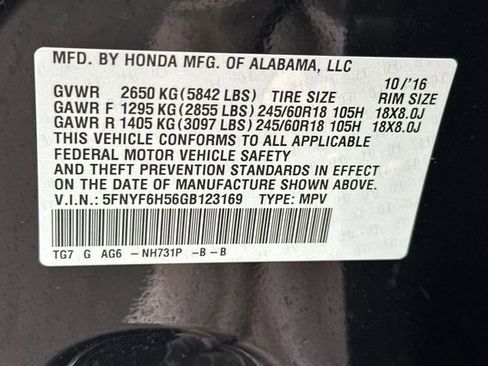 MFD. BY HONDA MFG. OF ALABAMA, LLC
10/'16
GVWR 2650 KG (5842 LBS) TIRE SIZE RIM SIZE
GAWR F 1295 KG (2855 LBS) 245/60R18 105H 18X8.0J
GAWR R 1405 KG (3097 LBS) 245/60R18 105H 18X8.0J
THIS VEHICLE CONFORMS TO ALL APPLICABLE
FEDERAL MOTOR VEHICLE SAFETY
AND THEFT PREVENTION STANDARDS IN EFFECT
ON THE DATE OF MANUFACTURE SHOWN ABOVE.
V.I.N.: 5FNYF6H56GB123169 TYPE: MPV
TG7 G AG6 -NH731P -B -B